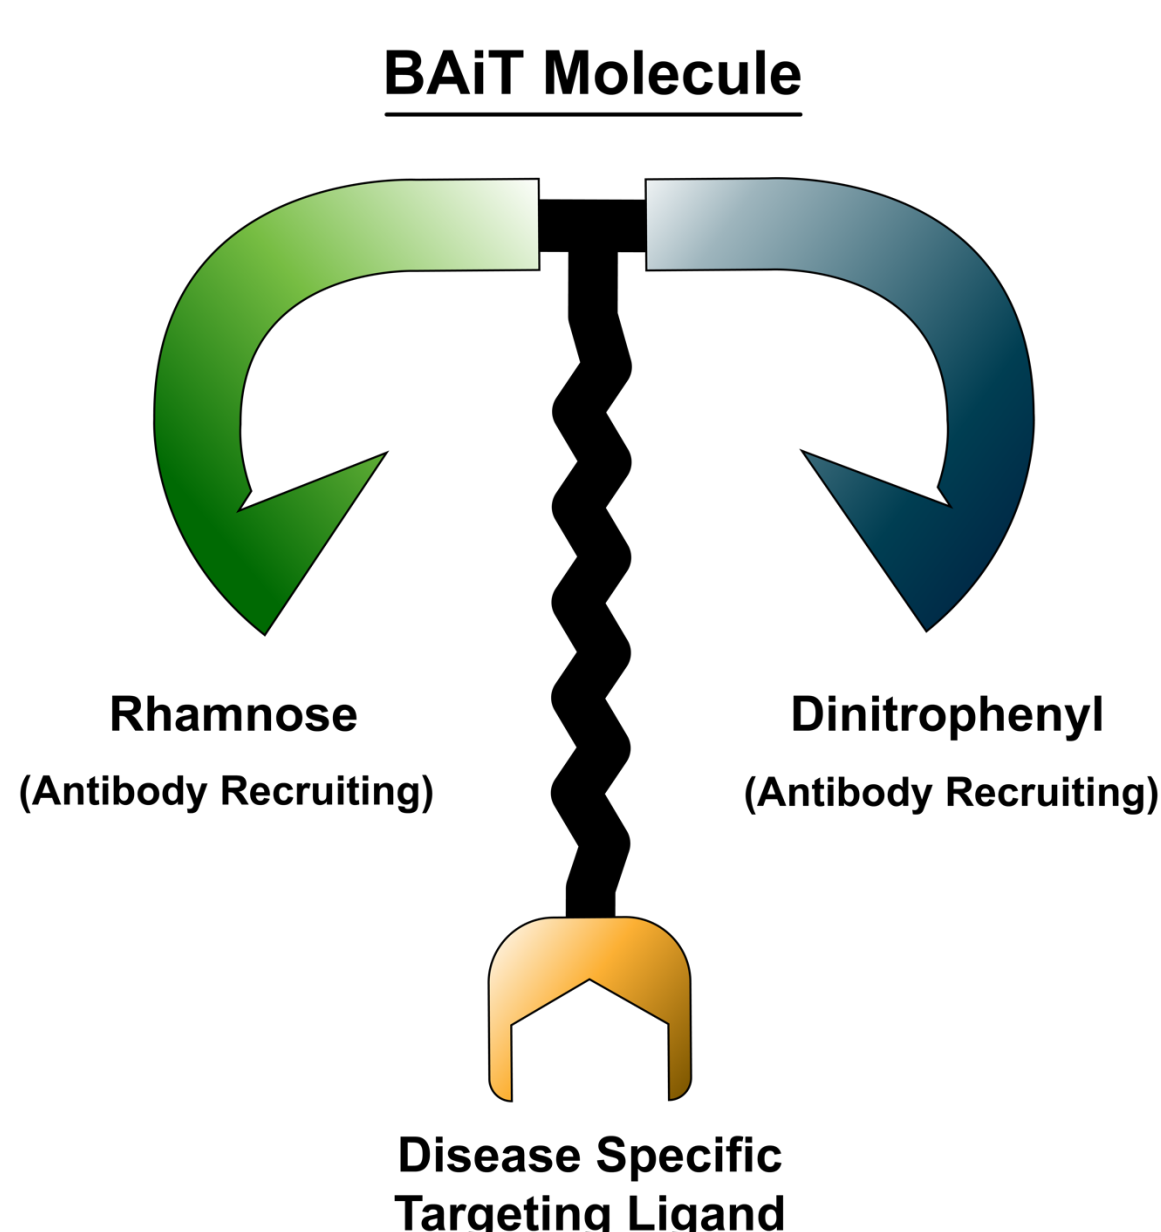 BAiT Molecule
Rhamnose
(Antibody Recruiting)
Dinitrophenyl
(Antibody Recruiting)
Disease Specific
Targeting Ligand